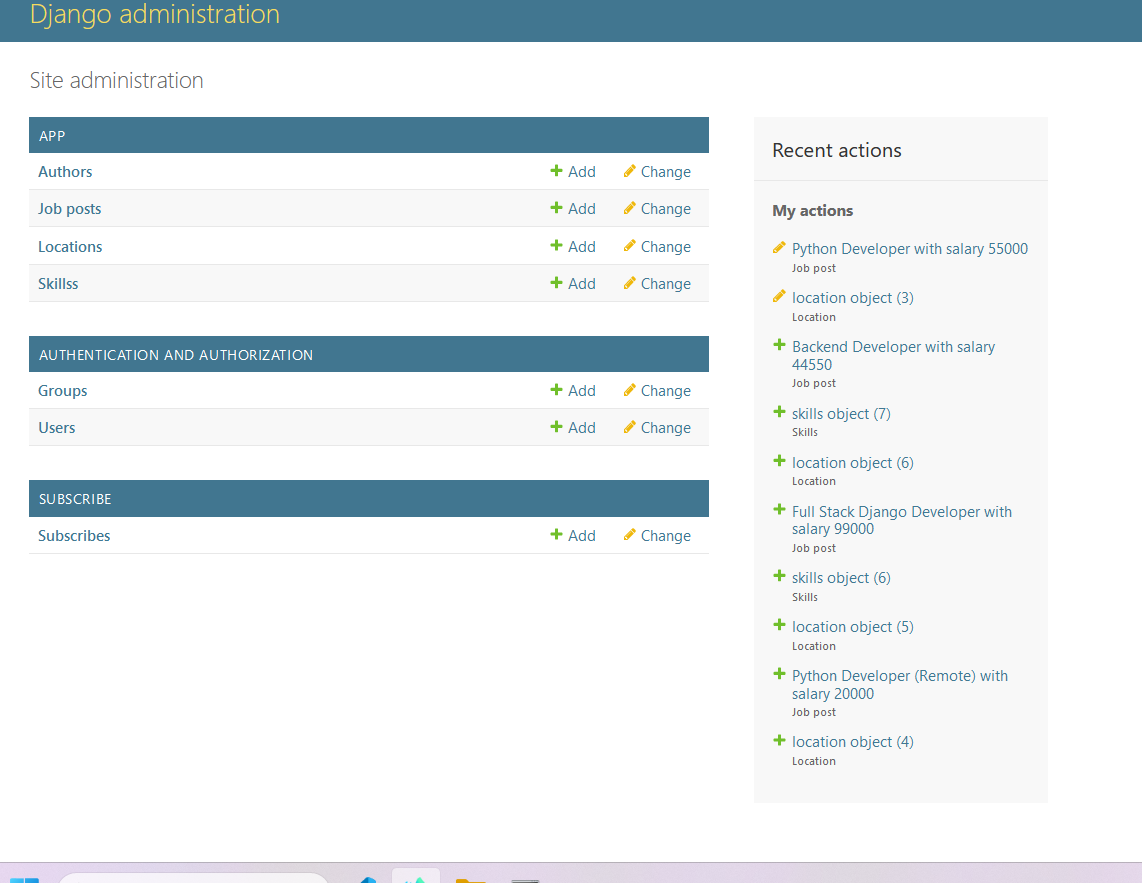 Django administration
Site administration
APP
Authors Add Change
Job posts Add Change
Locations Add Change
Skillss Add Change
AUTHENTICATION AND AUTHORIZATION
Groups Add Change
Users Add Change
SUBSCRIBE
Subscribes Add Change
Recent actions
My actions
Python Developer with salary 55000
Job post
location object (3)
Location
Backend Developer with salary
44550
Job post
skills object (7)
Skills
location object (6)
Location
Full Stack Django Developer with
salary 99000
Job post
skills object (6)
Skills
location object (5)
Location
Python Developer (Remote) with
salary 20000
Job post
location object (4)
Location